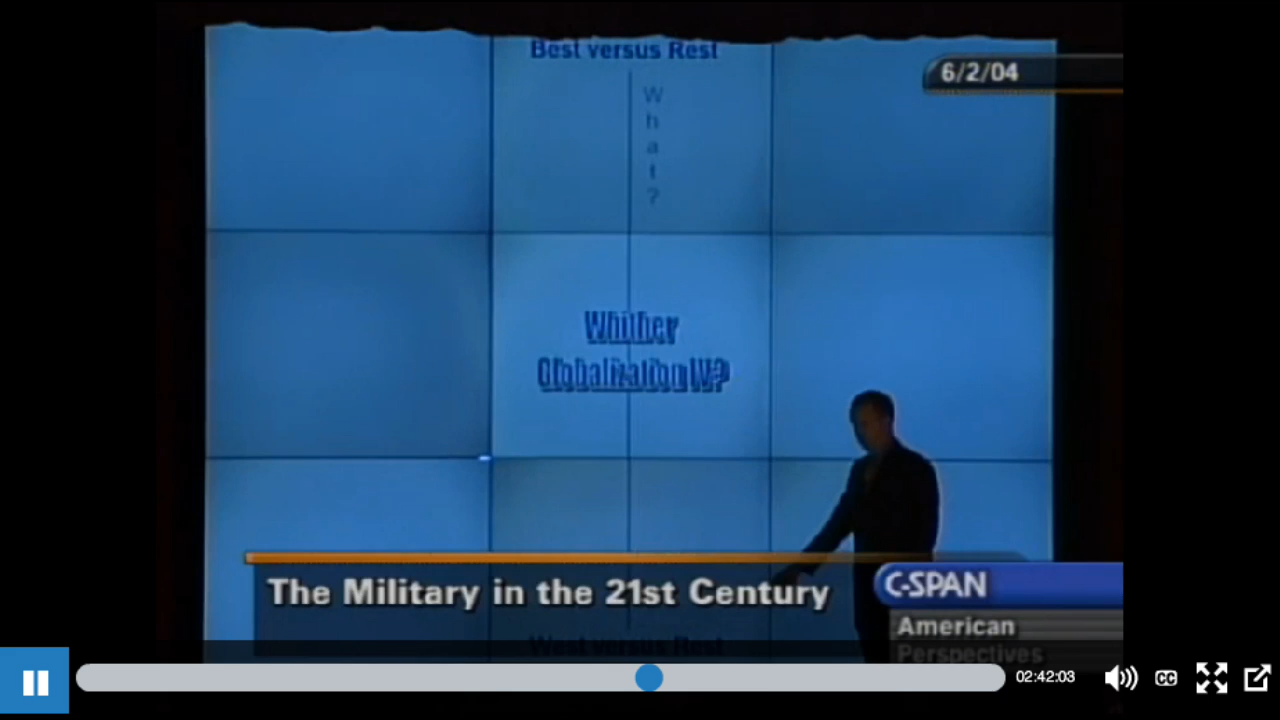 Best versus Rest
6/2/04
W
h
a
t
?
Whither
Globalization IV?
The Military in the 21st Century
C-SPAN
American
Perspectives
West versus Rest
02:42:03
CC